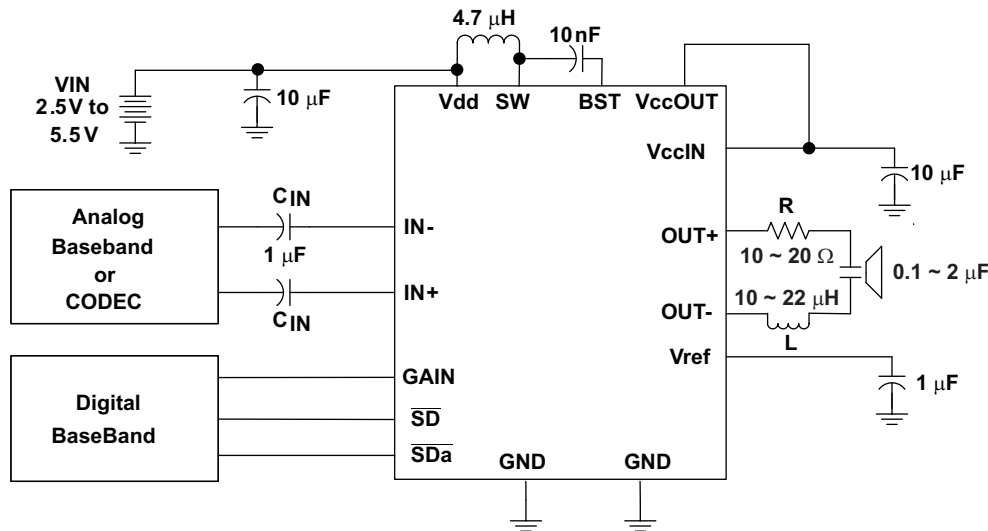 4.7 μH
10nF
VIN
2.5V to
5.5V
10 μF
Vdd
SW
BST
VccOUT
VccIN
10 μF
Analog
Baseband
or
CODEC
CIN
1 μF
CIN
IN-
IN+
OUT+
R
10 ~ 20 Ω
0.1 ~ 2 μF
10 ~ 22 μH
OUT-
L
Vref
1 μF
Digital
BaseBand
GAIN
SD
SDa
GND
GND